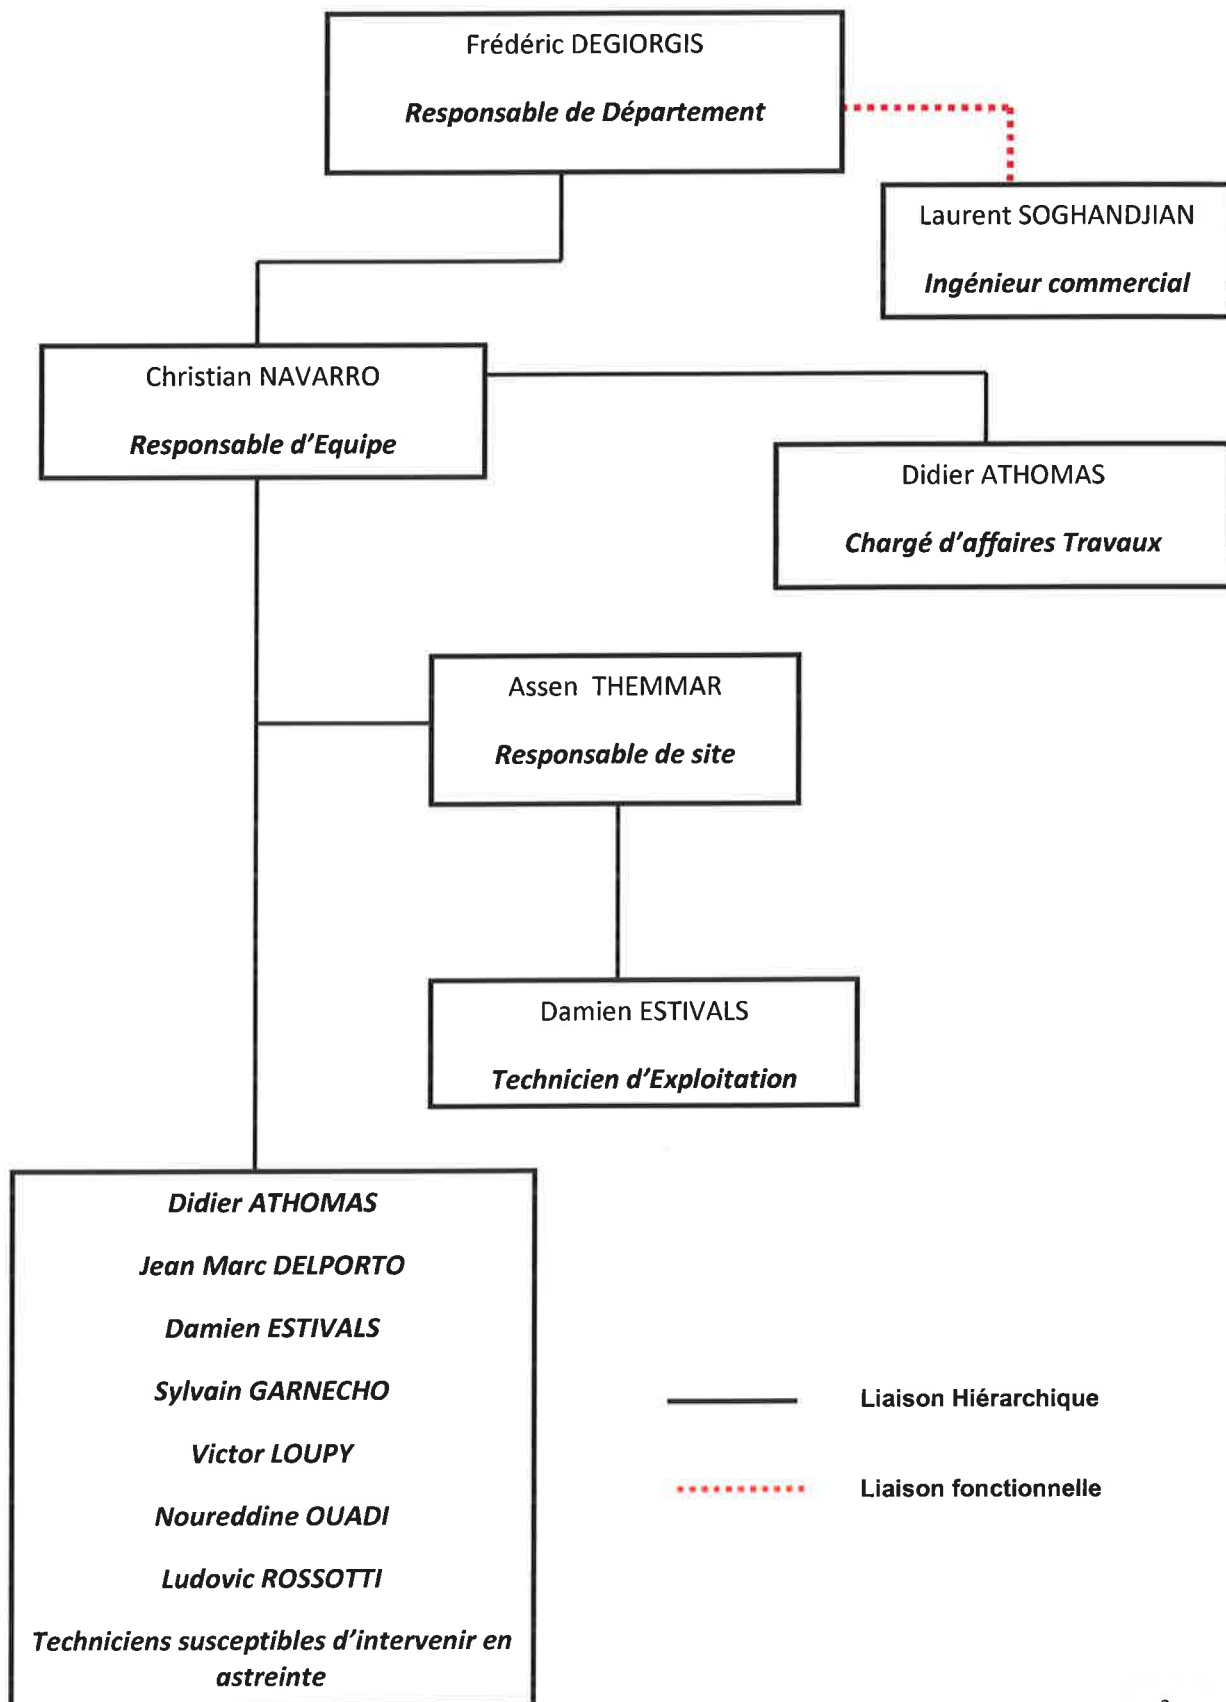 Frédéric DEGIORGIS
Responsable de Département
Laurent SOGHANDJIAN
Ingénieur commercial
Christian NAVARRO
Responsable d'Equipe
Didier ATHOMAS
Chargé d'affaires Travaux
Assen THEMMAR
Responsable de site
Damien ESTIVALS
Technicien d'Exploitation
Didier ATHOMAS
Jean Marc DELPORTO
Damien ESTIVALS
Sylvain GARNECHO
Victor LOUPY
Noureddine OUADI
Ludovic ROSSOTTI
Techniciens susceptibles d'intervenir en
astreinte
Liaison Hiérarchique
Liaison fonctionnelle